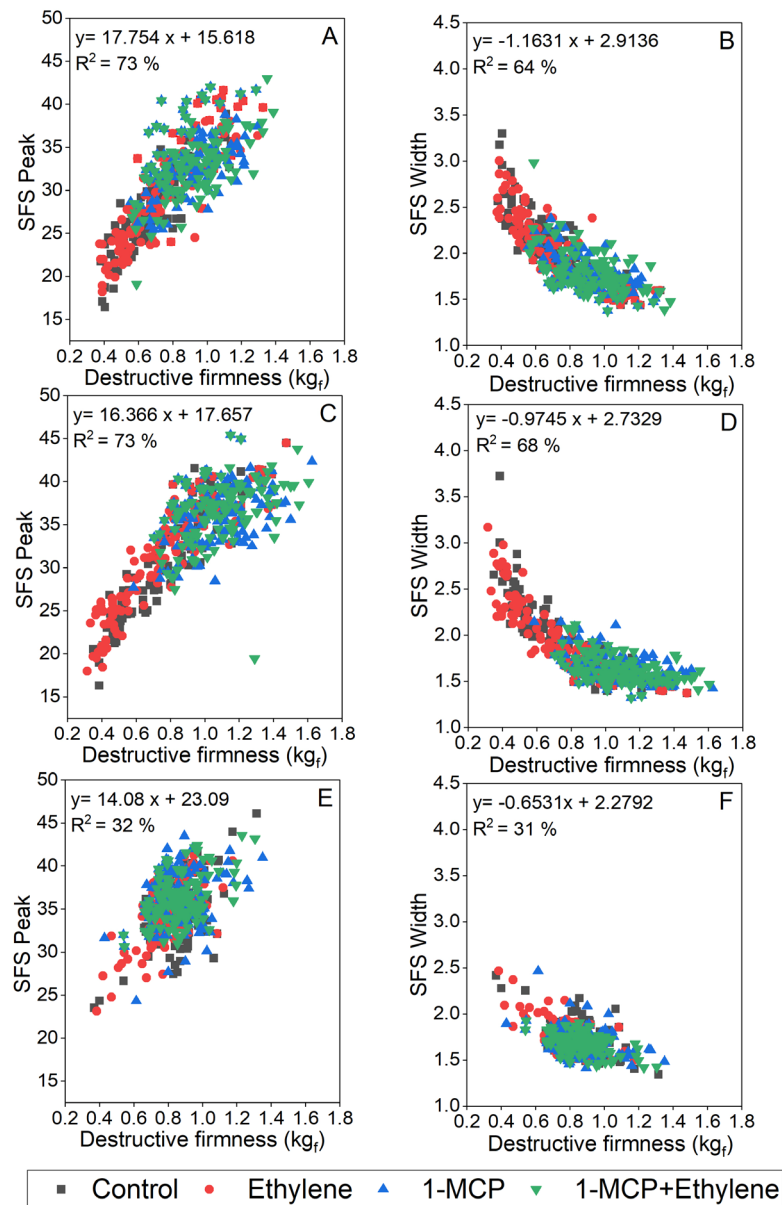 y= 17.754 x + 15.618
R² = 73 %
A
50
45
40
35
30
25
20
15
SFS Peak
0.2 0.4 0.6 0.8 1.0 1.2 1.4 1.6 1.8
Destructive firmness (kgf)
y= -1.1631 x + 2.9136
R² = 64 %
B
4.5
4.0
3.5
3.0
2.5
2.0
1.5
1.0
SFS Width
0.2 0.4 0.6 0.8 1.0 1.2 1.4 1.6 1.8
Destructive firmness (kgf)
y= 16.366 x + 17.657
R² = 73 %
C
50
45
40
35
30
25
20
15
SFS Peak
0.2 0.4 0.6 0.8 1.0 1.2 1.4 1.6 1.8
Destructive firmness (kgf)
y= -0.9745 x + 2.7329
R² = 68 %
D
4.5
4.0
3.5
3.0
2.5
2.0
1.5
1.0
SFS Width
0.2 0.4 0.6 0.8 1.0 1.2 1.4 1.6 1.8
Destructive firmness (kgf)
y= 14.08 x + 23.09
R² = 32 %
E
50
45
40
35
30
25
20
15
SFS Peak
0.2 0.4 0.6 0.8 1.0 1.2 1.4 1.6 1.8
Destructive firmness (kgf)
y= -0.6531x + 2.2792
R² = 31 %
F
4.5
4.0
3.5
3.0
2.5
2.0
1.5
1.0
SFS Width
0.2 0.4 0.6 0.8 1.0 1.2 1.4 1.6 1.8
Destructive firmness (kgf)
Control Ethylene 1-MCP 1-MCP+Ethylene